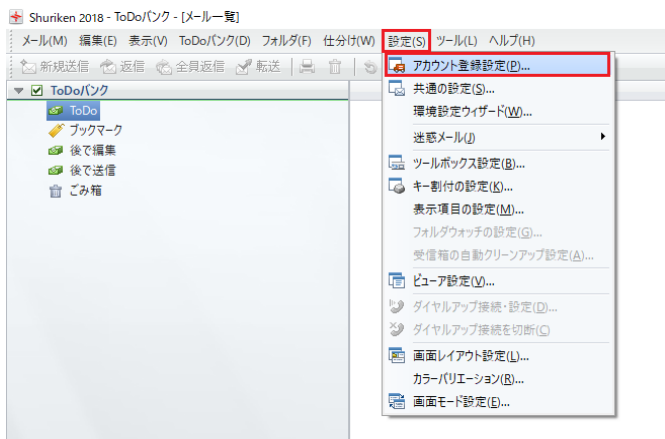 Shuriken 2018 - ToDoバンク - [メール一覧]
メール(M) 編集(E) 表示(V) ToDoバンク(D) フォルダ(F) 仕分け(W) 設定(S) ツール(L) ヘルプ(H)
新規送信 返信 全員返信 転送
アカウント登録設定(P)...
共通の設定(S)...
環境設定ウィザード(W)...
迷惑メール(J)
ツールボックス設定(B)...
キー割付の設定(K)...
表示項目の設定(M)...
フォルダウォッチの設定(G)...
受信箱の自動クリーンアップ設定(A)...
ビューア設定(V)...
ダイヤルアップ接続・設定(D)...
ダイヤルアップ接続を切断(C)
画面レイアウト設定(L)...
カラーバリエーション(R)...
画面モード設定(E)...
ToDoバンク
ToDo
ブックマーク
後で編集
後で送信
ごみ箱